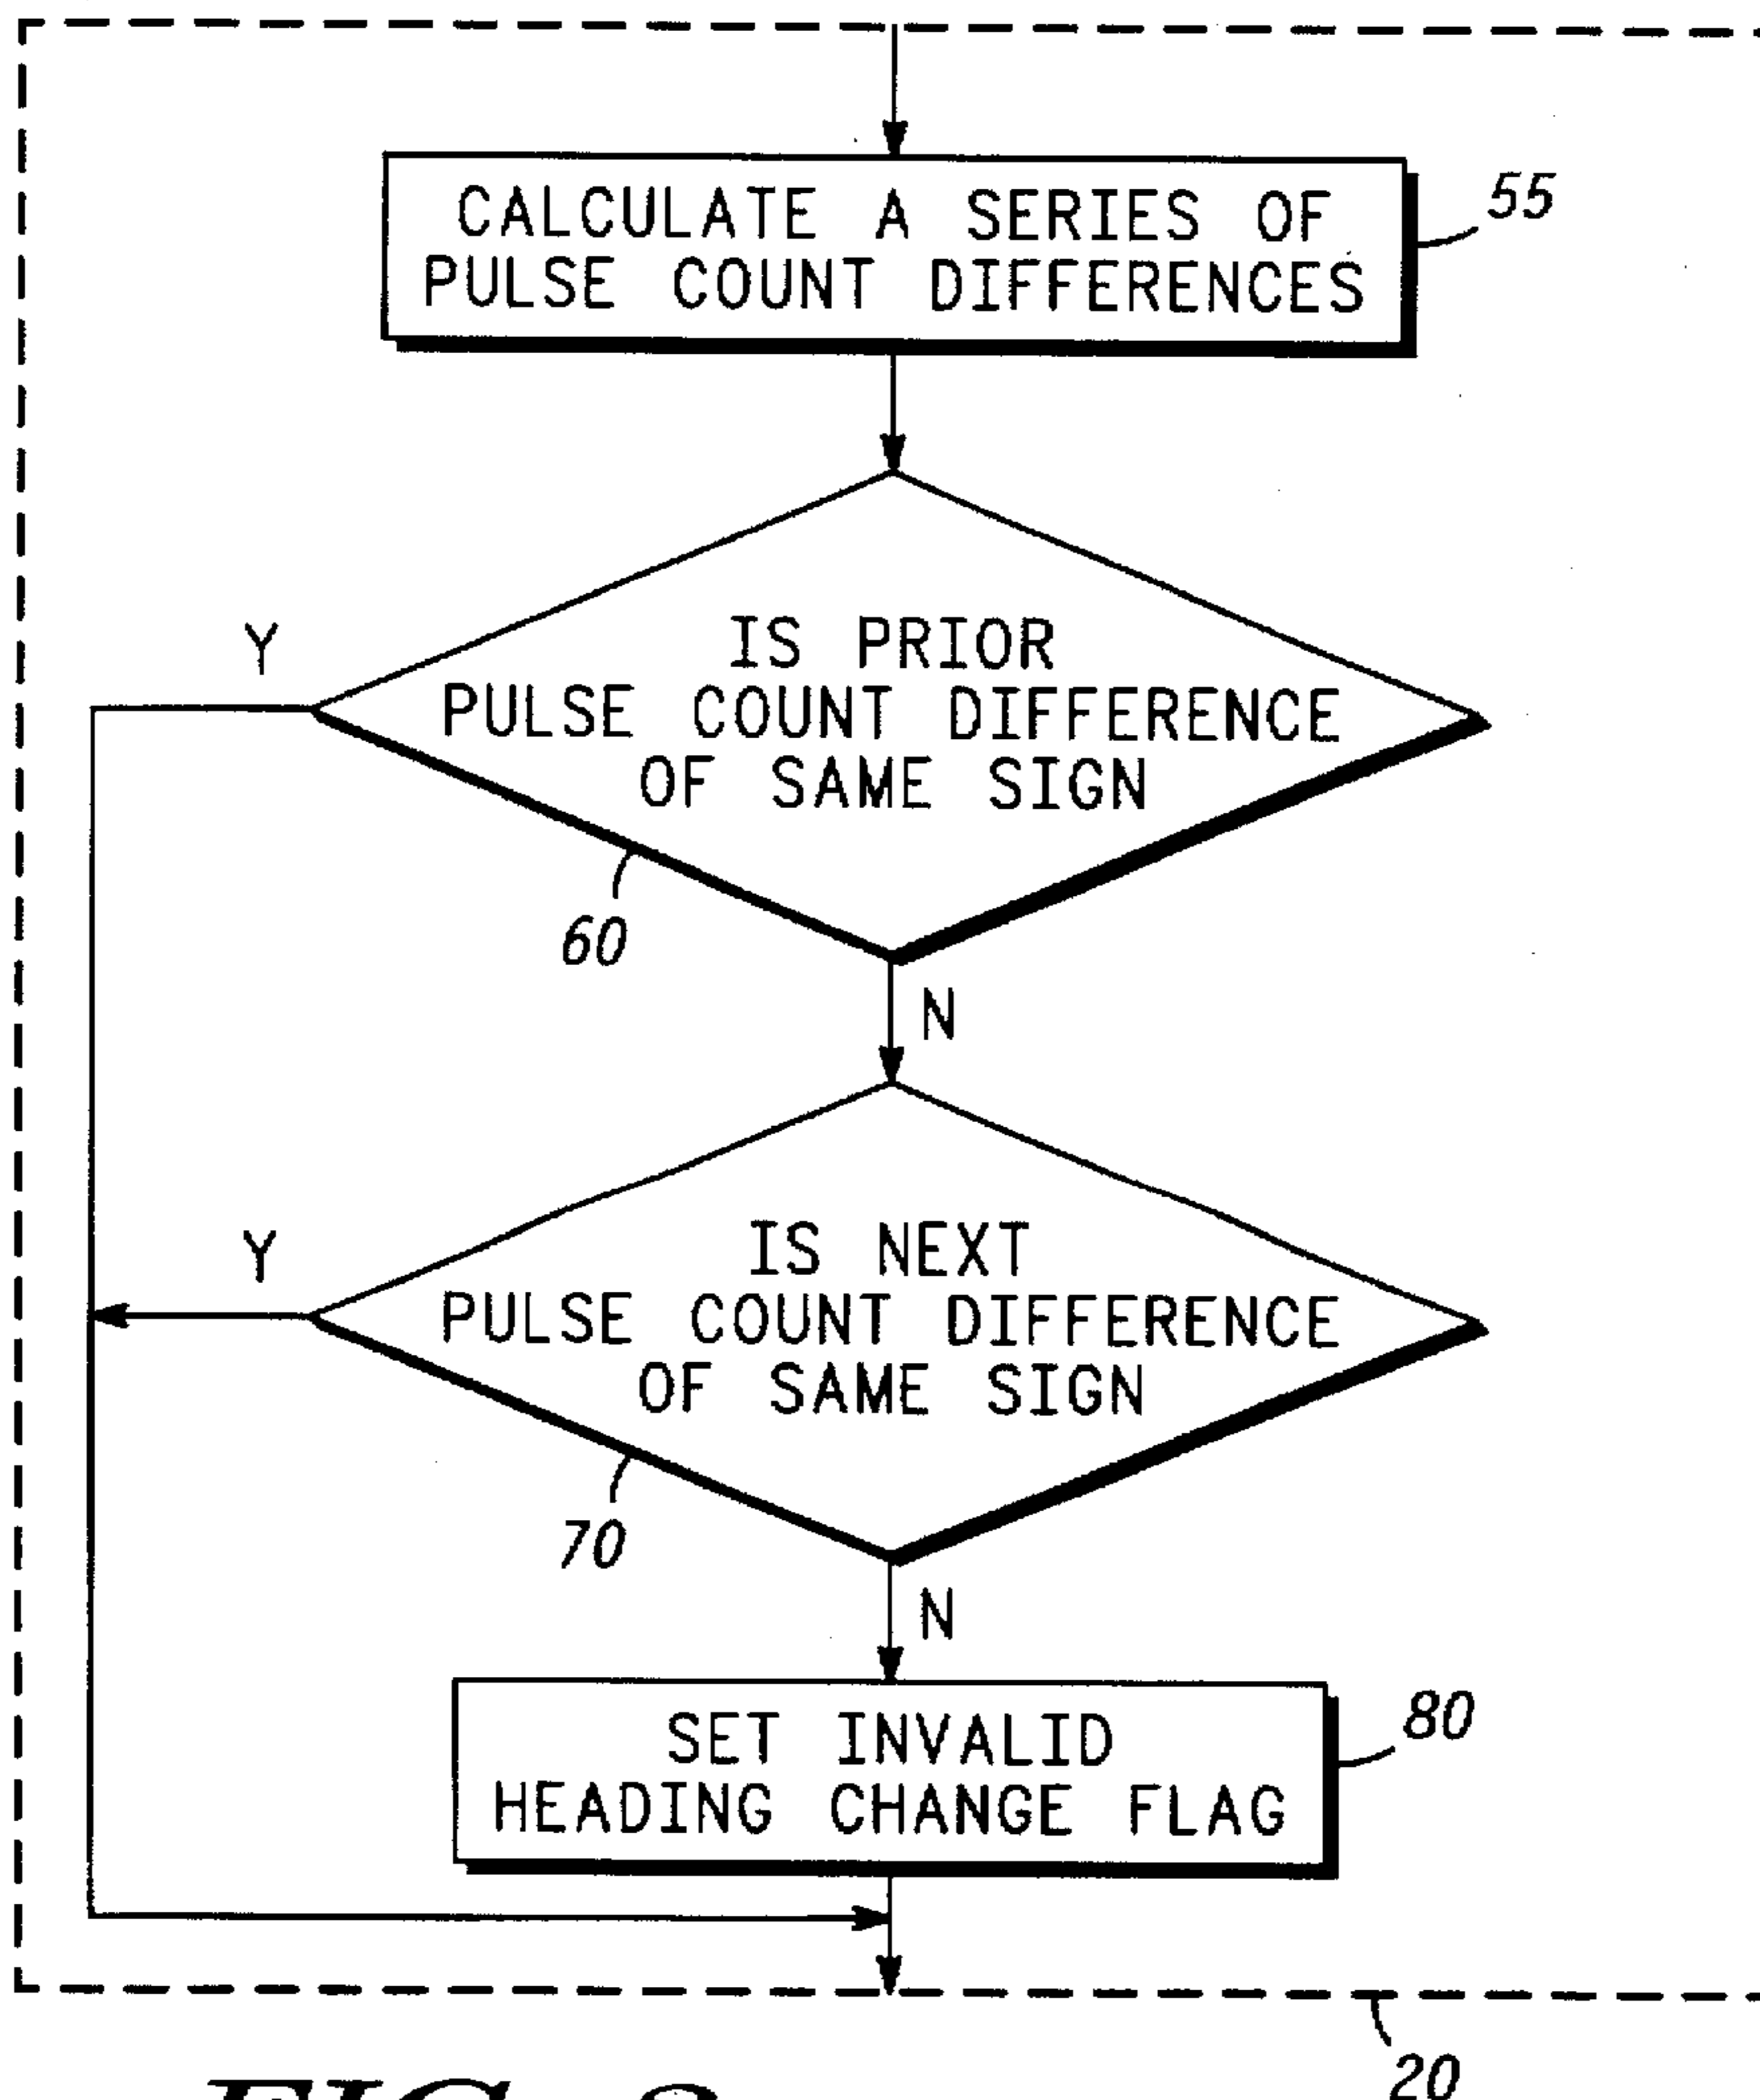 CALCULATE A SERIES OF
PULSE COUNT DIFFERENCES
55
Y
IS PRIOR
PULSE COUNT DIFFERENCE
OF SAME SIGN
60
N
Y
IS NEXT
PULSE COUNT DIFFERENCE
OF SAME SIGN
70
N
SET INVALID
HEADING CHANGE FLAG
80
20
FIG.